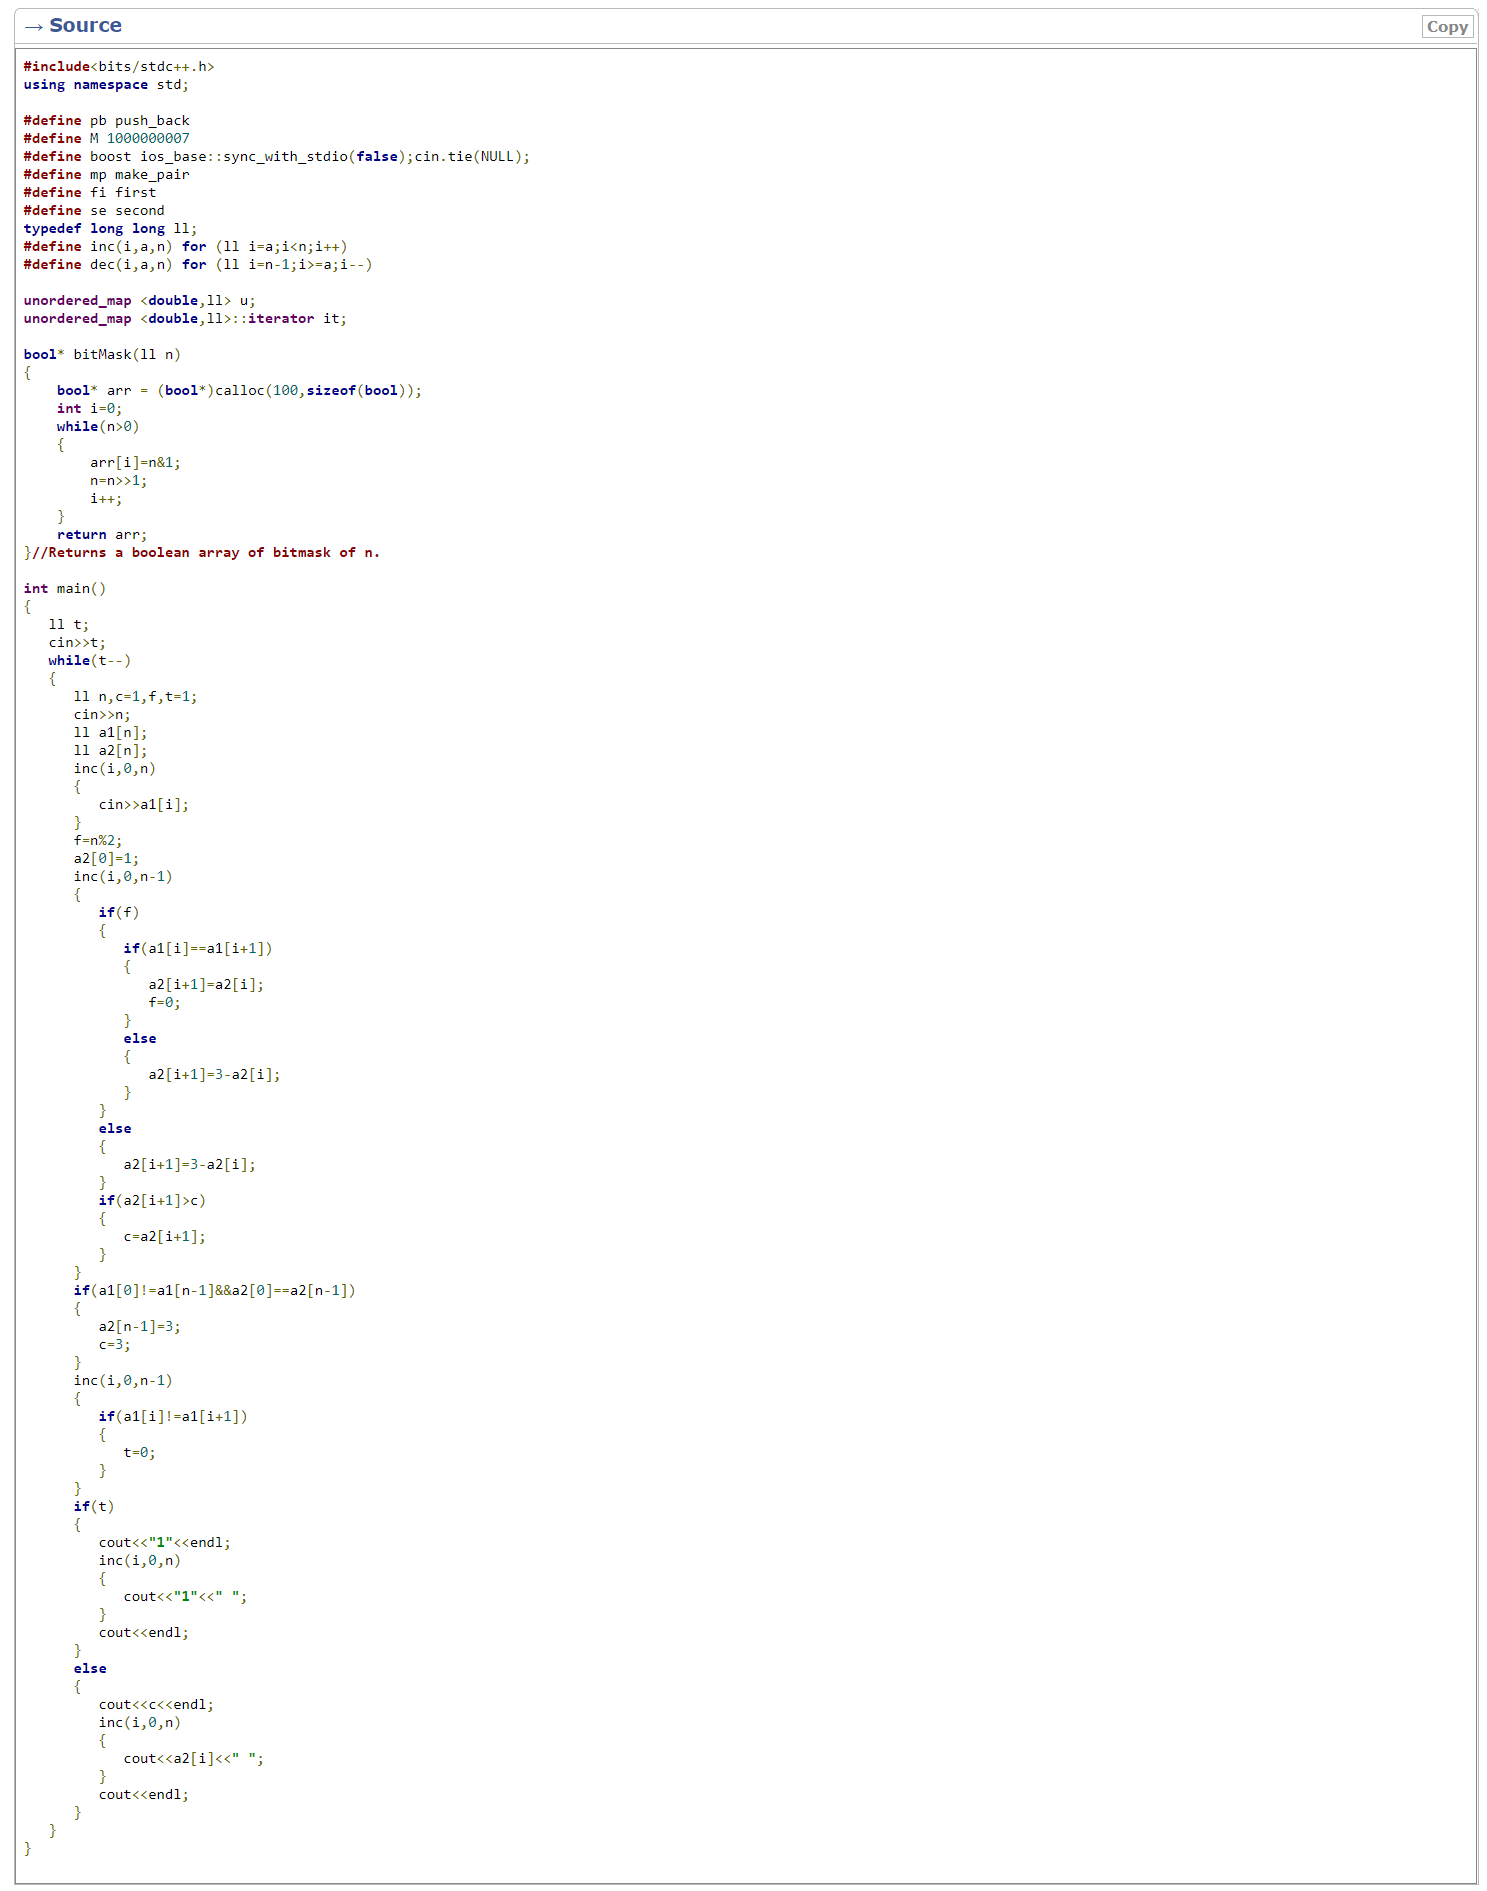 → Source
Copy
#include<bits/stdc++.h>
using namespace std;
#define pb push_back
#define M 1000000007
#define boost ios_base::sync_with_stdio(false);cin.tie(NULL);
#define mp make_pair
#define fi first
#define se second
typedef long long ll;
#define inc(i,a,n) for (ll i=a;i<n;i++)
#define dec(i,a,n) for (ll i=n-1;i>=a;i--)
unordered_map <double,ll> u;
unordered_map <double,ll>::iterator it;
bool* bitMask(ll n)
{
bool* arr = (bool*)calloc(100,sizeof(bool));
int i=0;
while(n>0)
{
arr[i]=n&1;
n=n>>1;
i++;
}
return arr;
}//Returns a boolean array of bitmask of n.
int main()
{
ll t;
cin>>t;
while(t--)
{
ll n,c=1,f,t=1;
cin>>n;
ll a1[n];
ll a2[n];
inc(i,0,n)
{
cin>>a1[i];
}
f=n%2;
a2[0]=1;
inc(i,0,n-1)
{
if(f)
{
if(a1[i]==a1[i+1])
{
a2[i+1]=a2[i];
f=0;
}
else
{
a2[i+1]=3-a2[i];
}
}
else
{
a2[i+1]=3-a2[i];
}
if(a2[i+1]>c)
{
c=a2[i+1];
}
}
if(a1[0]!=a1[n-1]&&a2[0]==a2[n-1])
{
a2[n-1]=3;
c=3;
}
inc(i,0,n-1)
{
if(a1[i]!=a1[i+1])
{
t=0;
}
}
if(t)
{
cout<<"1"<<endl;
inc(i,0,n)
{
cout<<"1"<<" ";
}
cout<<endl;
}
else
{
cout<<c<<endl;
inc(i,0,n)
{
cout<<a2[i]<<" ";
}
cout<<endl;
}
}
}